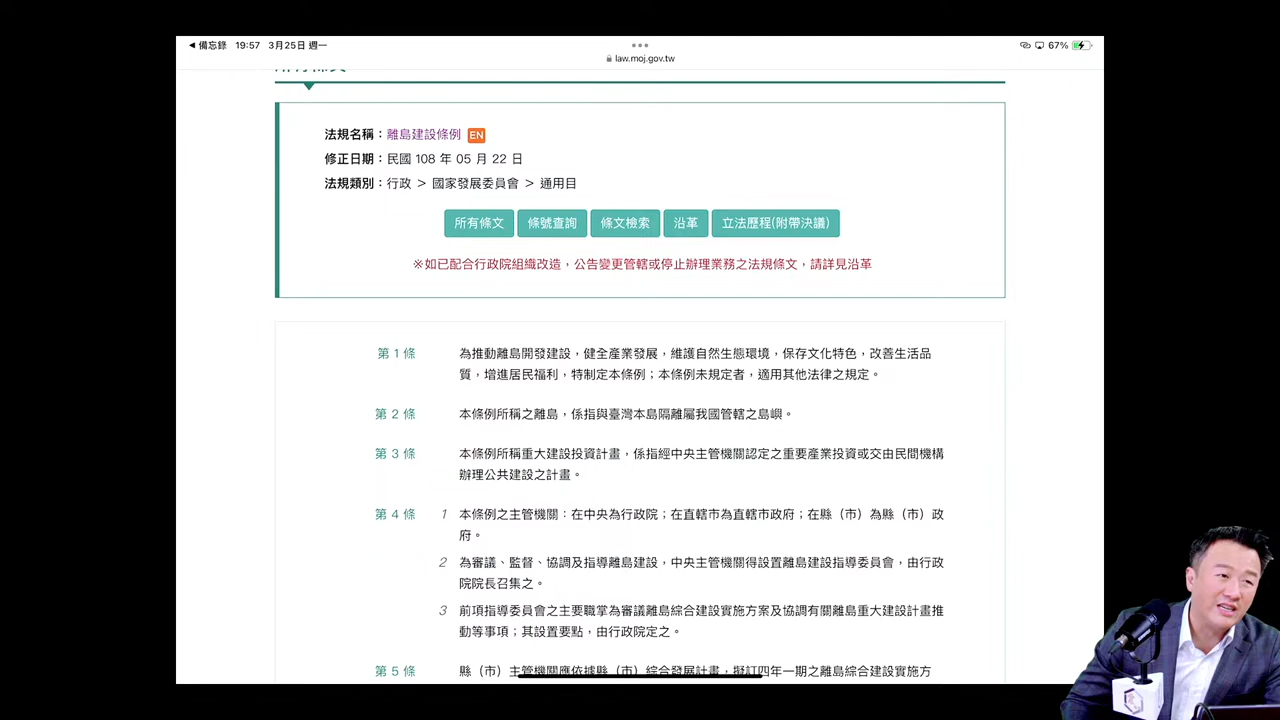 ◀ 備忘錄 19:57 3月25日 週一
67%
law.moj.gov.tw
所有條文
法規名稱：離島建設條例 EN
修正日期：民國 108 年 05 月 22 日
法規類別：行政 > 國家發展委員會 > 通用目
所有條文 條號查詢 條文檢索 沿革 立法歷程(附帶決議)
※如已配合行政院組織改造，公告變更管轄或停止辦理業務之法規條文，請詳見沿革
第 1 條 為推動離島開發建設，健全產業發展，維護自然生態環境，保存文化特色，改善生活品
質，增進居民福利，特制定本條例；本條例未規定者，適用其他法律之規定。
第 2 條 本條例所稱之離島，係指與臺灣本島隔離屬我國管轄之島嶼。
第 3 條 本條例所稱重大建設投資計畫，係指經中央主管機關認定之重要產業投資或交由民間機構
辦理公共建設之計畫。
第 4 條 1 本條例之主管機關：在中央為行政院；在直轄市為直轄市政府；在縣（市）為縣（市）政
府。
2 為審議、監督、協調及指導離島建設，中央主管機關得設置離島建設指導委員會，由行政
院院長召集之。
3 前項指導委員會之主要職掌為審議離島綜合建設實施方案及協調有關離島重大建設計畫推
動等事項；其設置要點，由行政院定之。
第 5 條 縣（市）主管機關應依據縣（市）綜合發展計畫，擬訂四年一期之離島綜合建設實施方